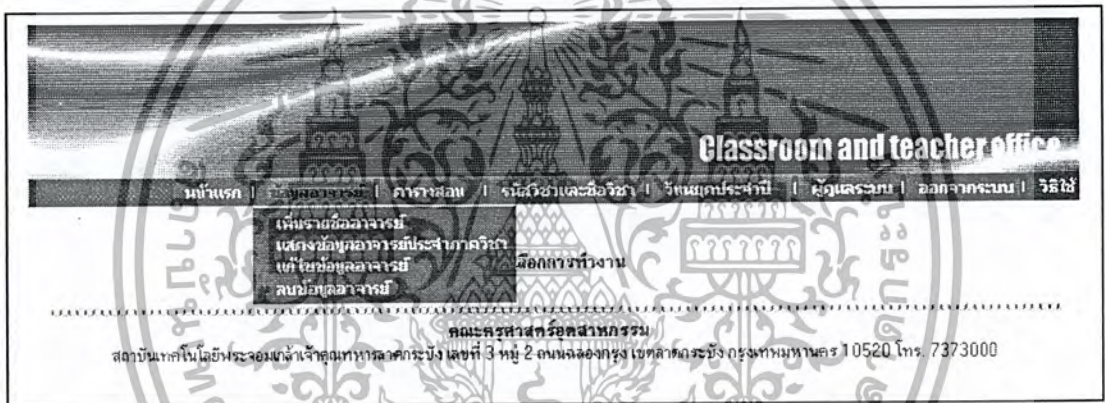 Classroom and teacher office
หน้าแรก | ข้อมูลอาจารย์ | ตารางสอน | รหัสวิชาและชื่อวิชา | วันหยุดประจำปี | ผู้ดูแลระบบ | ออกจากระบบ | วิธีใช้
เพิ่มรายชื่ออาจารย์
แสดงข้อมูลอาจารย์ประจำภาควิชา
แก้ไขข้อมูลอาจารย์
ลบข้อมูลอาจารย์
เลือกการทำงาน
คณะครุศาสตร์อุตสาหกรรม
สถาบันเทคโนโลยีพระจอมเกล้าเจ้าคุณทหารลาดกระบัง เลขที่ 3 หมู่ 2 ถนนฉลองกรุง เขตลาดกระบัง กรุงเทพมหานคร 10520 โทร. 7373000